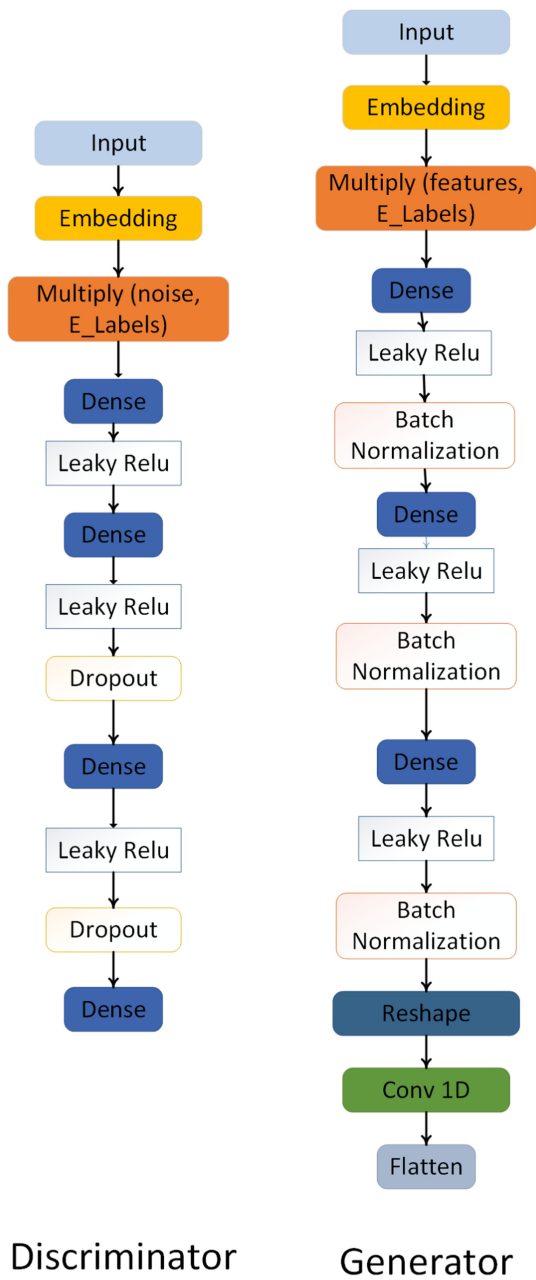 Input
Embedding
Multiply (noise,
E_Labels)
Dense
Leaky Relu
Dense
Leaky Relu
Dropout
Dense
Leaky Relu
Dropout
Dense
Discriminator
Input
Embedding
Multiply (features,
E_Labels)
Dense
Leaky Relu
Batch
Normalization
Dense
Leaky Relu
Batch
Normalization
Dense
Leaky Relu
Batch
Normalization
Reshape
Conv 1D
Flatten
Generator